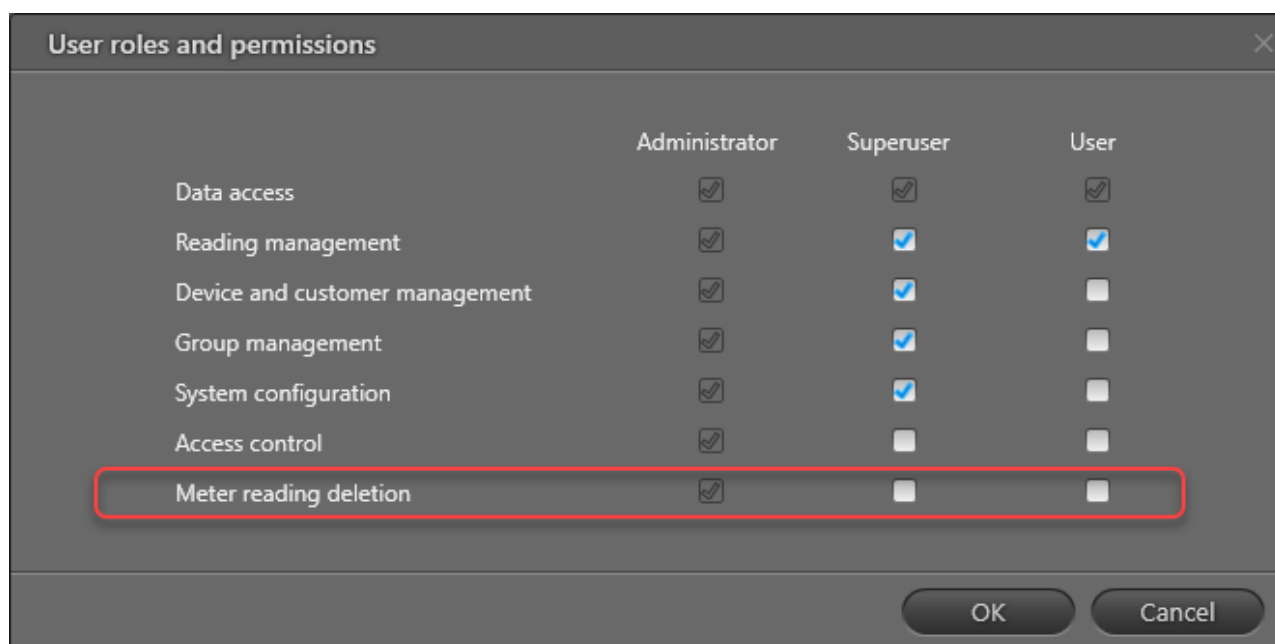 User roles and permissions
Administrator Superuser User
Data access
Reading management
Device and customer management
Group management
System configuration
Access control
Meter reading deletion
OK Cancel